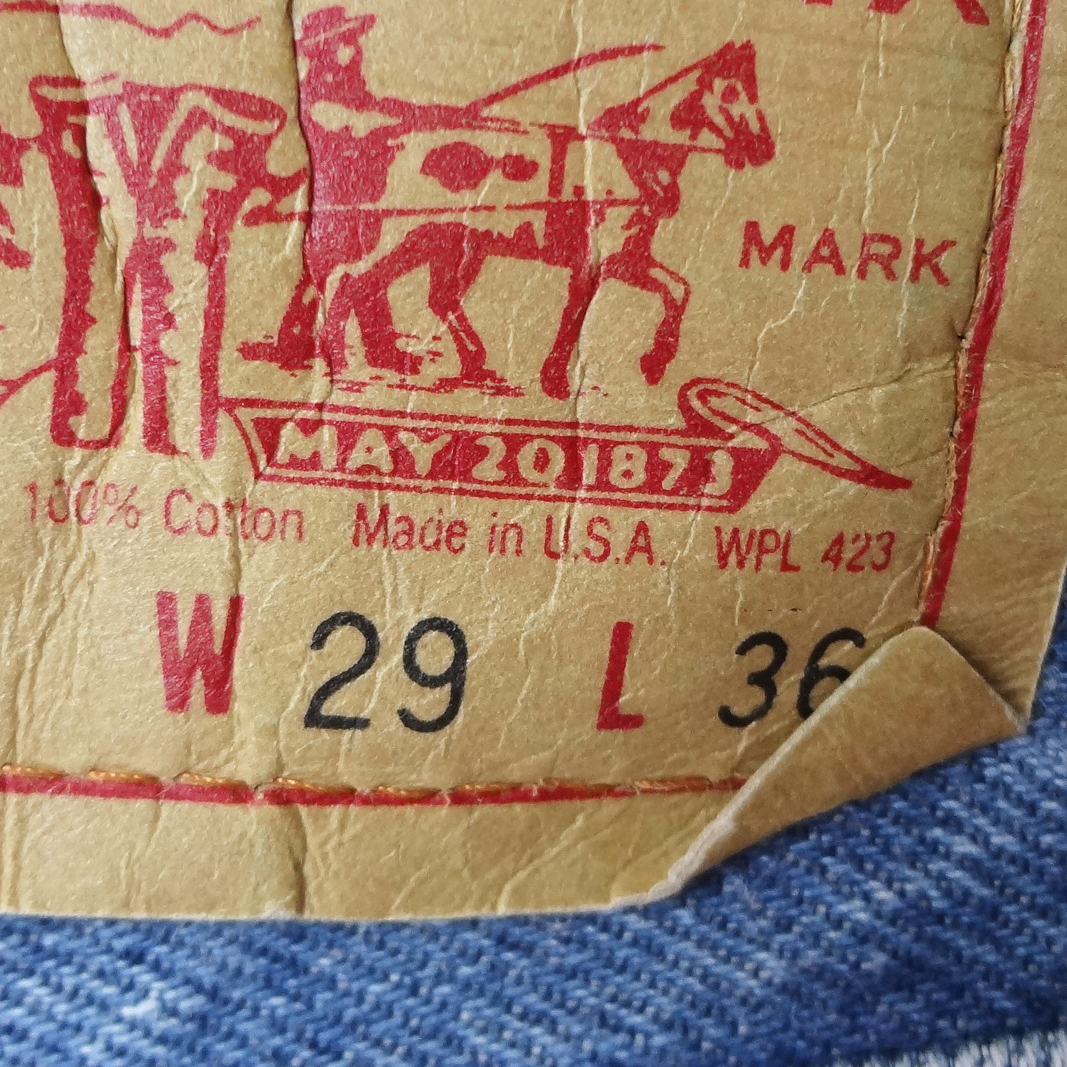 MARK
MAY 20 1873
100% Cotton Made in U.S.A. WPL 423
W 29 L 36